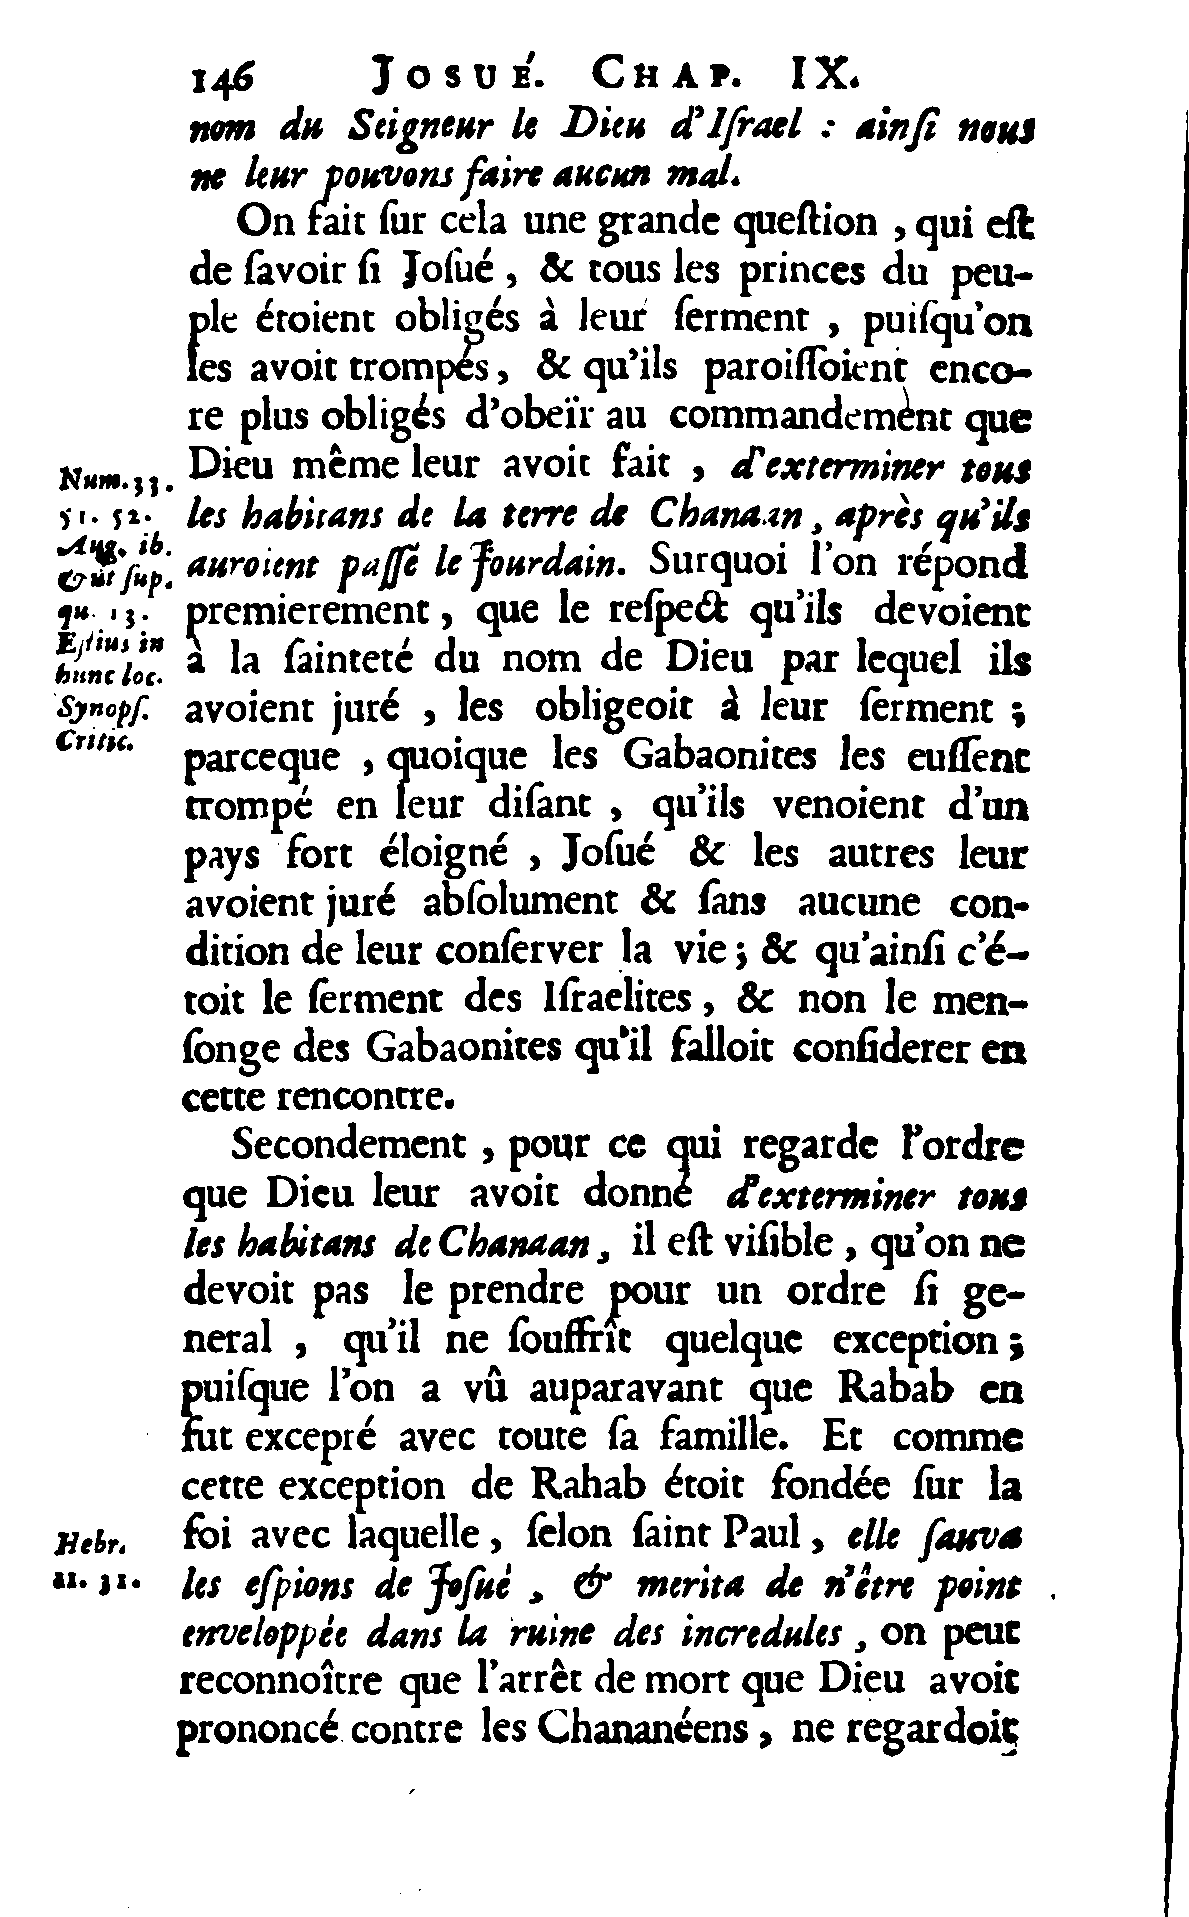 146 JOSUÉ. CHAP. IX.
nom du Seigneur le Dieu d'Iſrael : ainſi nous
ne leur pouvons faire aucun mal.
On fait ſur cela une grande queſtion , qui eſt
de ſavoir ſi Joſué , & tous les princes du peu-
ple étoient obligés à leur ſerment , puiſqu'on
les avoit trompés , & qu'ils paroiſſoient enco-
re plus obligés d'obeïr au commandemènt que
Dieu même leur avoit fait , d'exterminer tous
les habitans de la terre de Chanaan , après qu'ils
auroient paſſé le Jourdain. Surquoi l'on répond
premierement , que le reſpect qu'ils devoient
à la ſainteté du nom de Dieu par lequel ils
avoient juré , les obligeoit à leur ſerment ;
parceque , quoique les Gabaonites les euſſent
trompé en leur diſant , qu'ils venoient d'un
pays fort éloigné , Joſué & les autres leur
avoient juré abſolument & ſans aucune con-
dition de leur conſerver la vie ; & qu'ainſi c'é-
toit le ſerment des Iſraelites , & non le men-
ſonge des Gabaonites qu'il falloit conſiderer en
cette rencontre.
Num. 33.
51. 52.
Aug. ib.
& ut ſup.
qu. 13.
Eſtius in
hunc loc.
Synopſ.
Critic.
Secondement , pour ce qui regarde l'ordre
que Dieu leur avoit donné d'exterminer tous
les habitans de Chanaan , il eſt viſible , qu'on ne
devoit pas le prendre pour un ordre ſi ge-
neral , qu'il ne ſouffrît quelque exception ;
puiſque l'on a vû auparavant que Rabab en
fut excepté avec toute ſa famille. Et comme
cette exception de Rahab étoit fondée ſur la
foi avec laquelle , ſelon ſaint Paul , elle ſauva
les eſpions de Joſué , & merita de n'être point
enveloppée dans la ruine des incredules , on peut
reconnoître que l'arrêt de mort que Dieu avoit
prononcé contre les Chananéens , ne regardoit
Hebr.
11. 31.